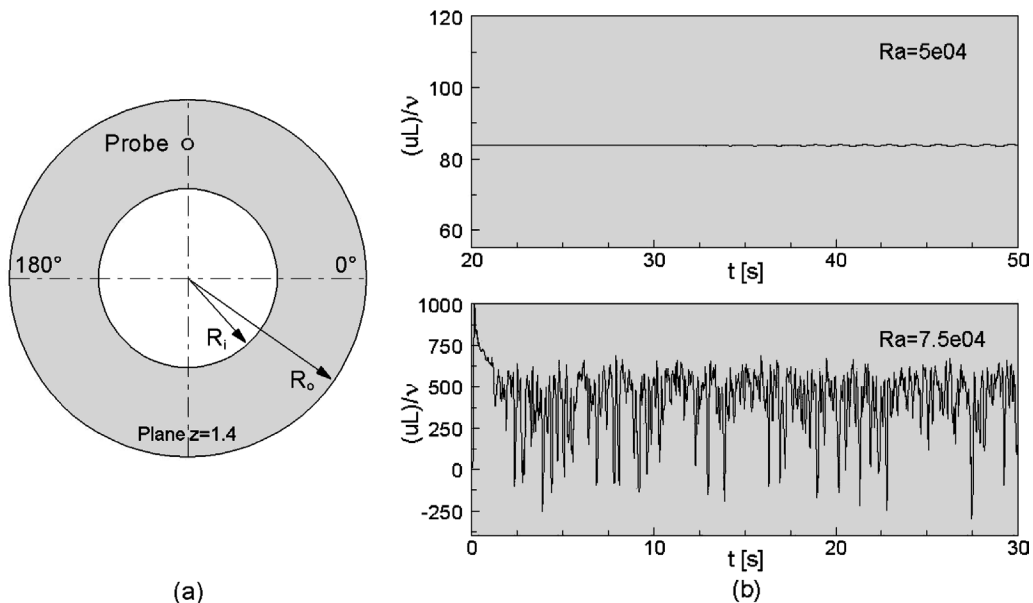 Probe
180°
0°
Ri
Ro
Plane z=1.4
(a)
120
100
80
60
(uL)/ν
Ra=5e04
20
30
40
50
t [s]
1000
750
500
250
0
-250
(uL)/ν
Ra=7.5e04
0
10
20
30
t [s]
(b)